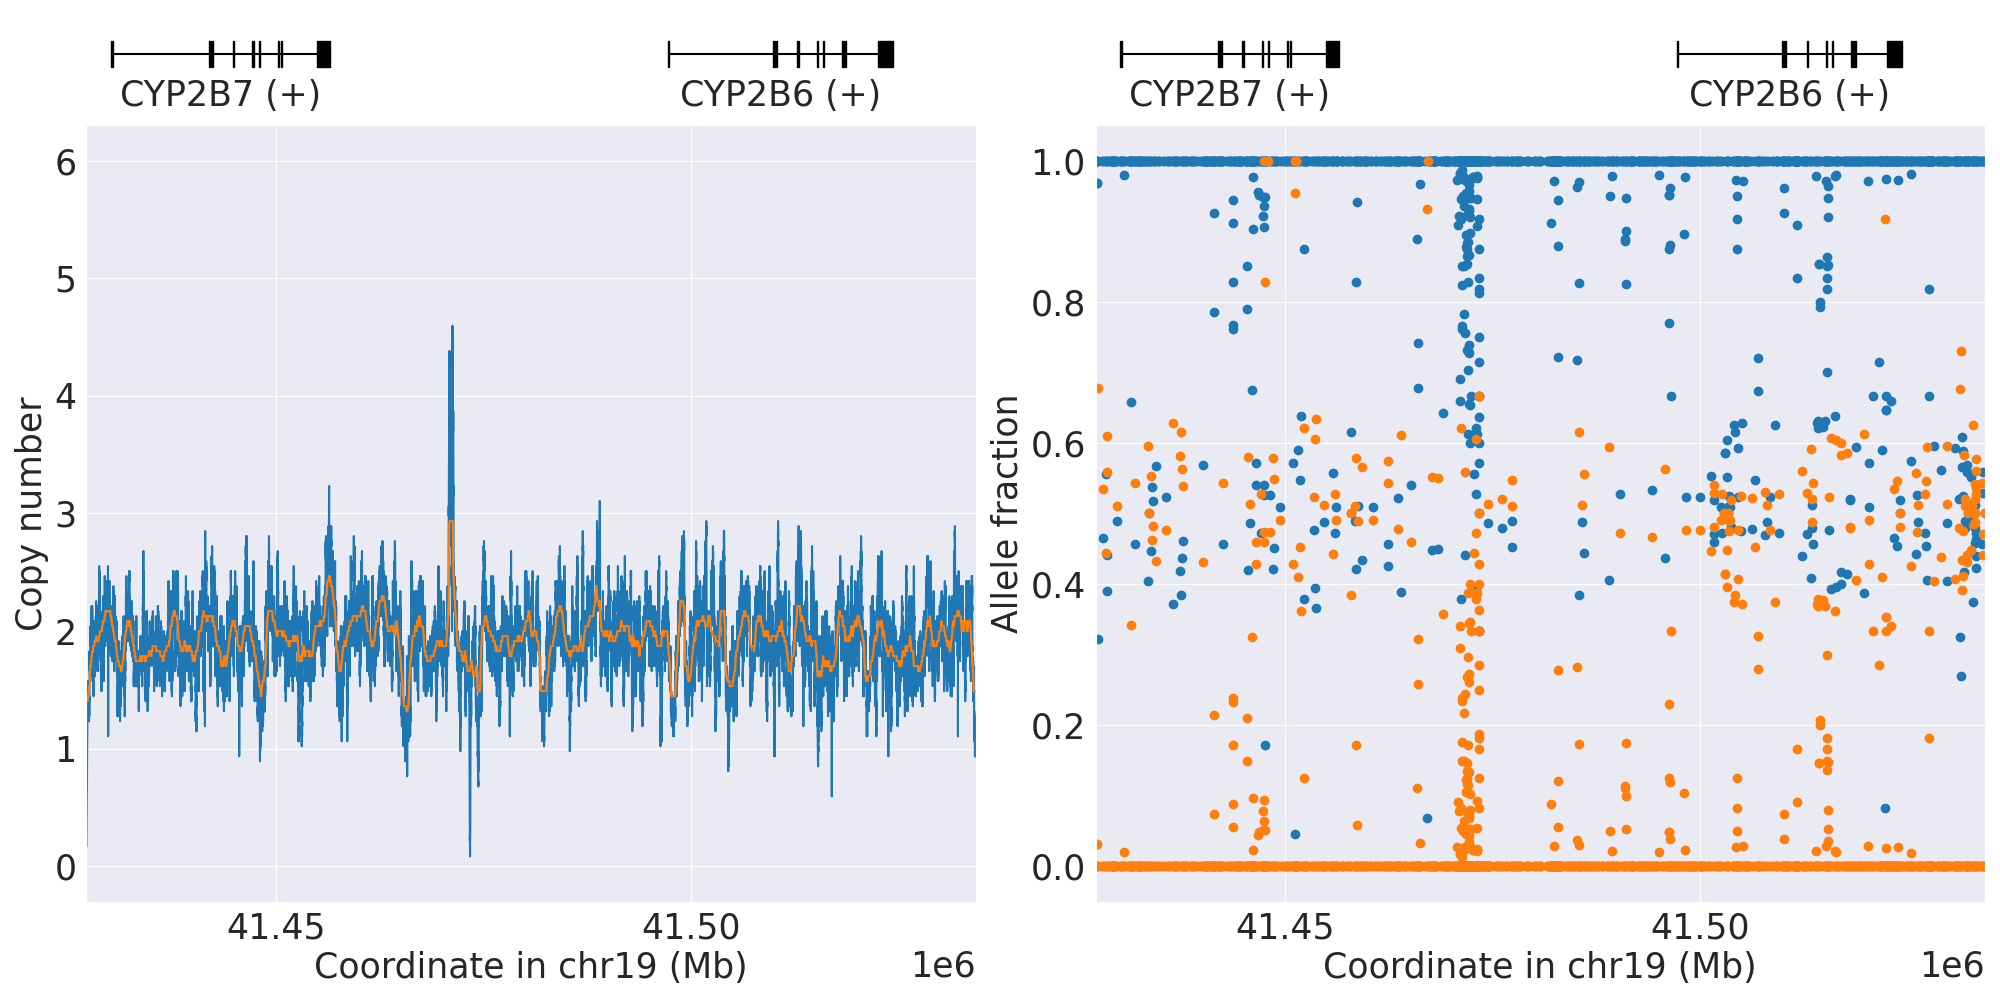 CYP2B7 (+)
CYP2B6 (+)
6
5
4
3
2
1
0
Copy number
41.45
41.50
Coordinate in chr19 (Mb)
1e6
CYP2B7 (+)
CYP2B6 (+)
1.0
0.8
0.6
0.4
0.2
0.0
Allele fraction
41.45
41.50
Coordinate in chr19 (Mb)
1e6